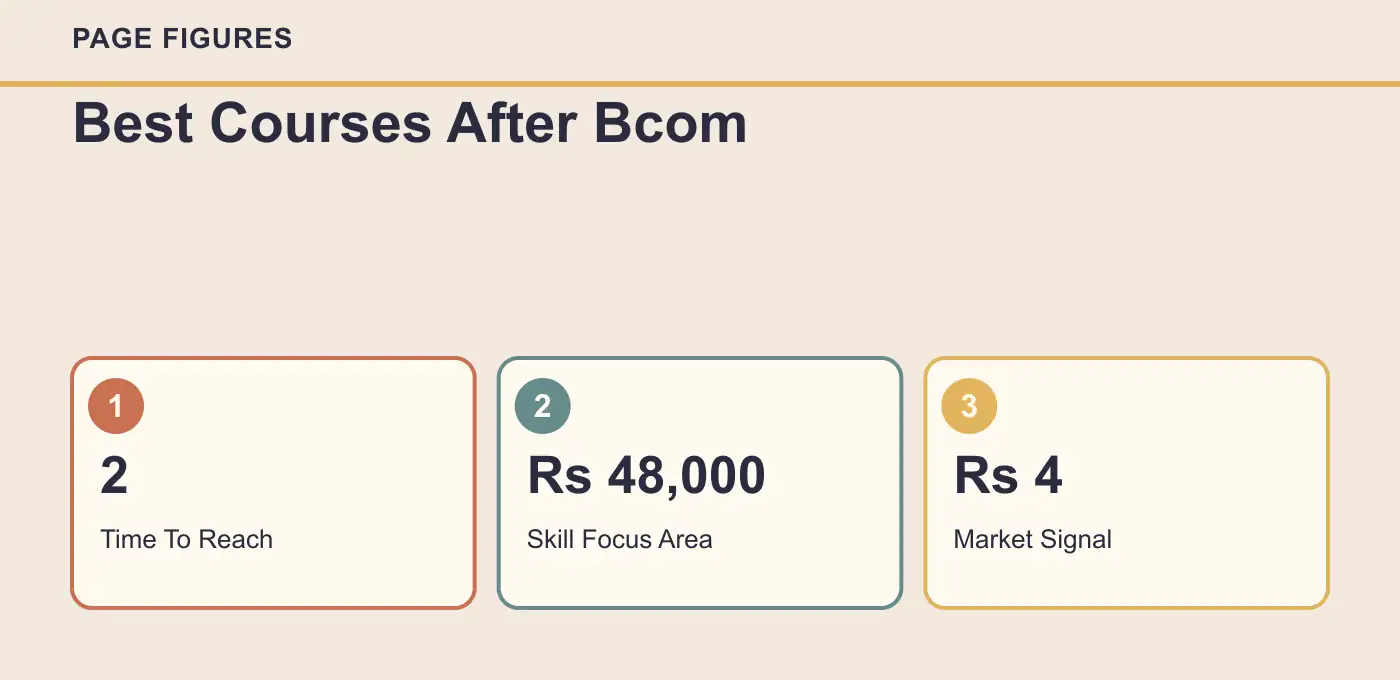 PAGE FIGURES
Best Courses After Bcom
1
2
Time To Reach
2
Rs 48,000
Skill Focus Area
3
Rs 4
Market Signal